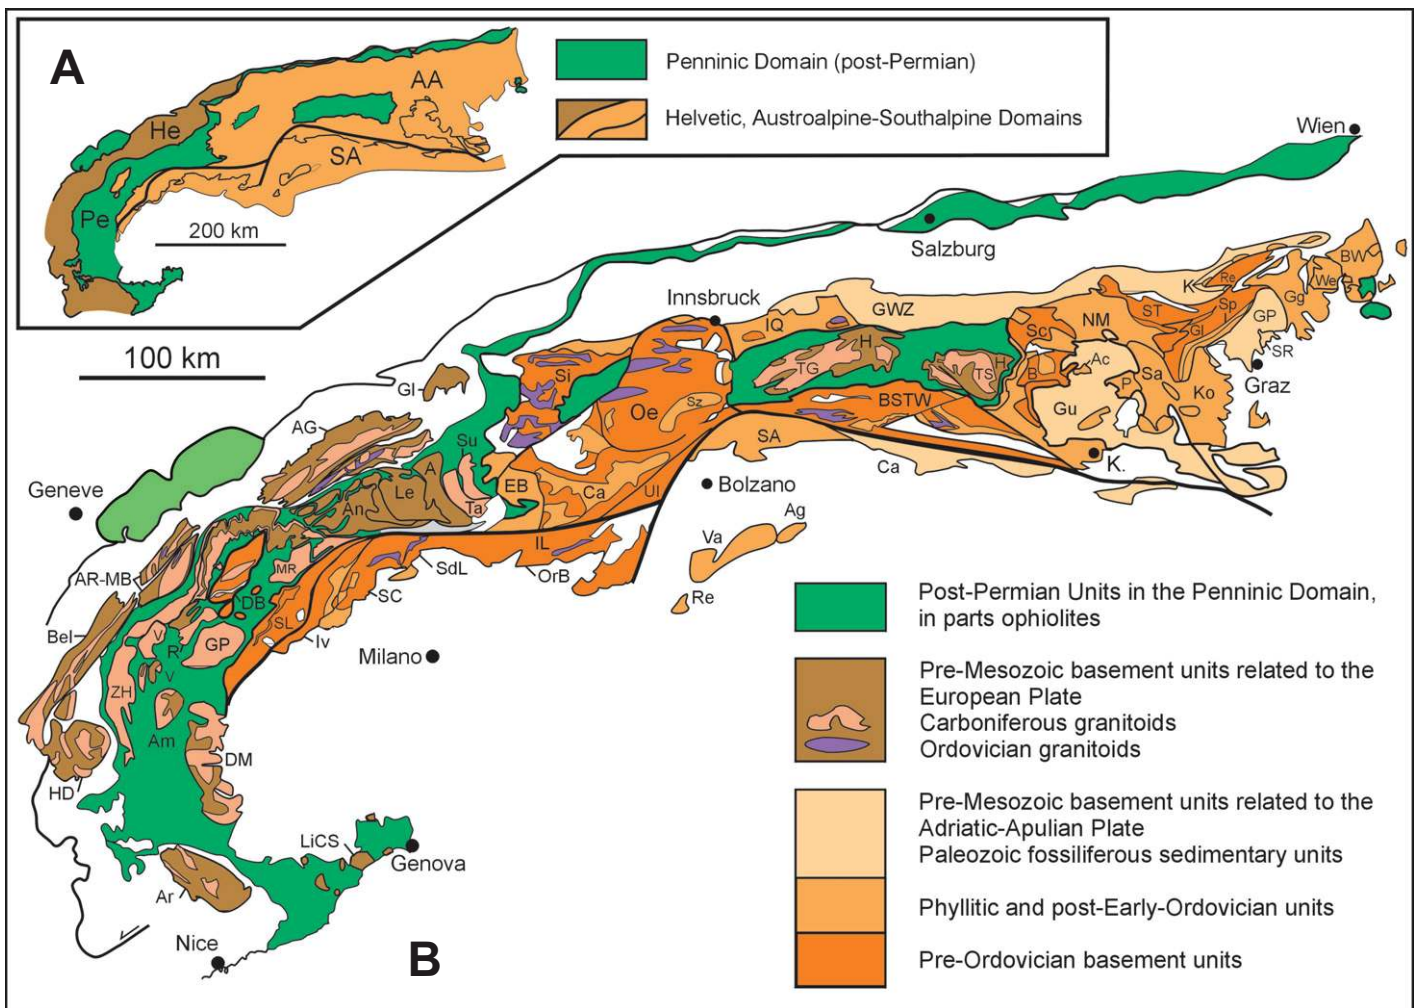 A
Penninic Domain (post-Permian)
Helvetic, Austroalpine-Southalpine Domains
AA
He
SA
Pe
200 km
100 km
Wien
Salzburg
Innsbruck
GWZ
IQ
K
Re
Sp
Gg
We
BW
ST
NM
L
GP
Gl
SR
Graz
Sc
B
Ac
P
Sa
Ko
Gu
K.
H
TG
H
TS
BSTW
Si
Oe
Sz
SA
Ca
Gl
AG
Su
A
Le
An
Ta
EB
Ca
Ul
Bolzano
Va
Ag
Re
Geneve
AR-MB
MR
DB
SL
Iv
SC
SdL
IL
OrB
Bel
V
R
V
GP
Milano
ZH
Am
DM
HD
LiCS
Genova
Ar
Nice
B
Post-Permian Units in the Penninic Domain,
in parts ophiolites
Pre-Mesozoic basement units related to the
European Plate
Carboniferous granitoids
Ordovician granitoids
Pre-Mesozoic basement units related to the
Adriatic-Apulian Plate
Paleozoic fossiliferous sedimentary units
Phyllitic and post-Early-Ordovician units
Pre-Ordovician basement units